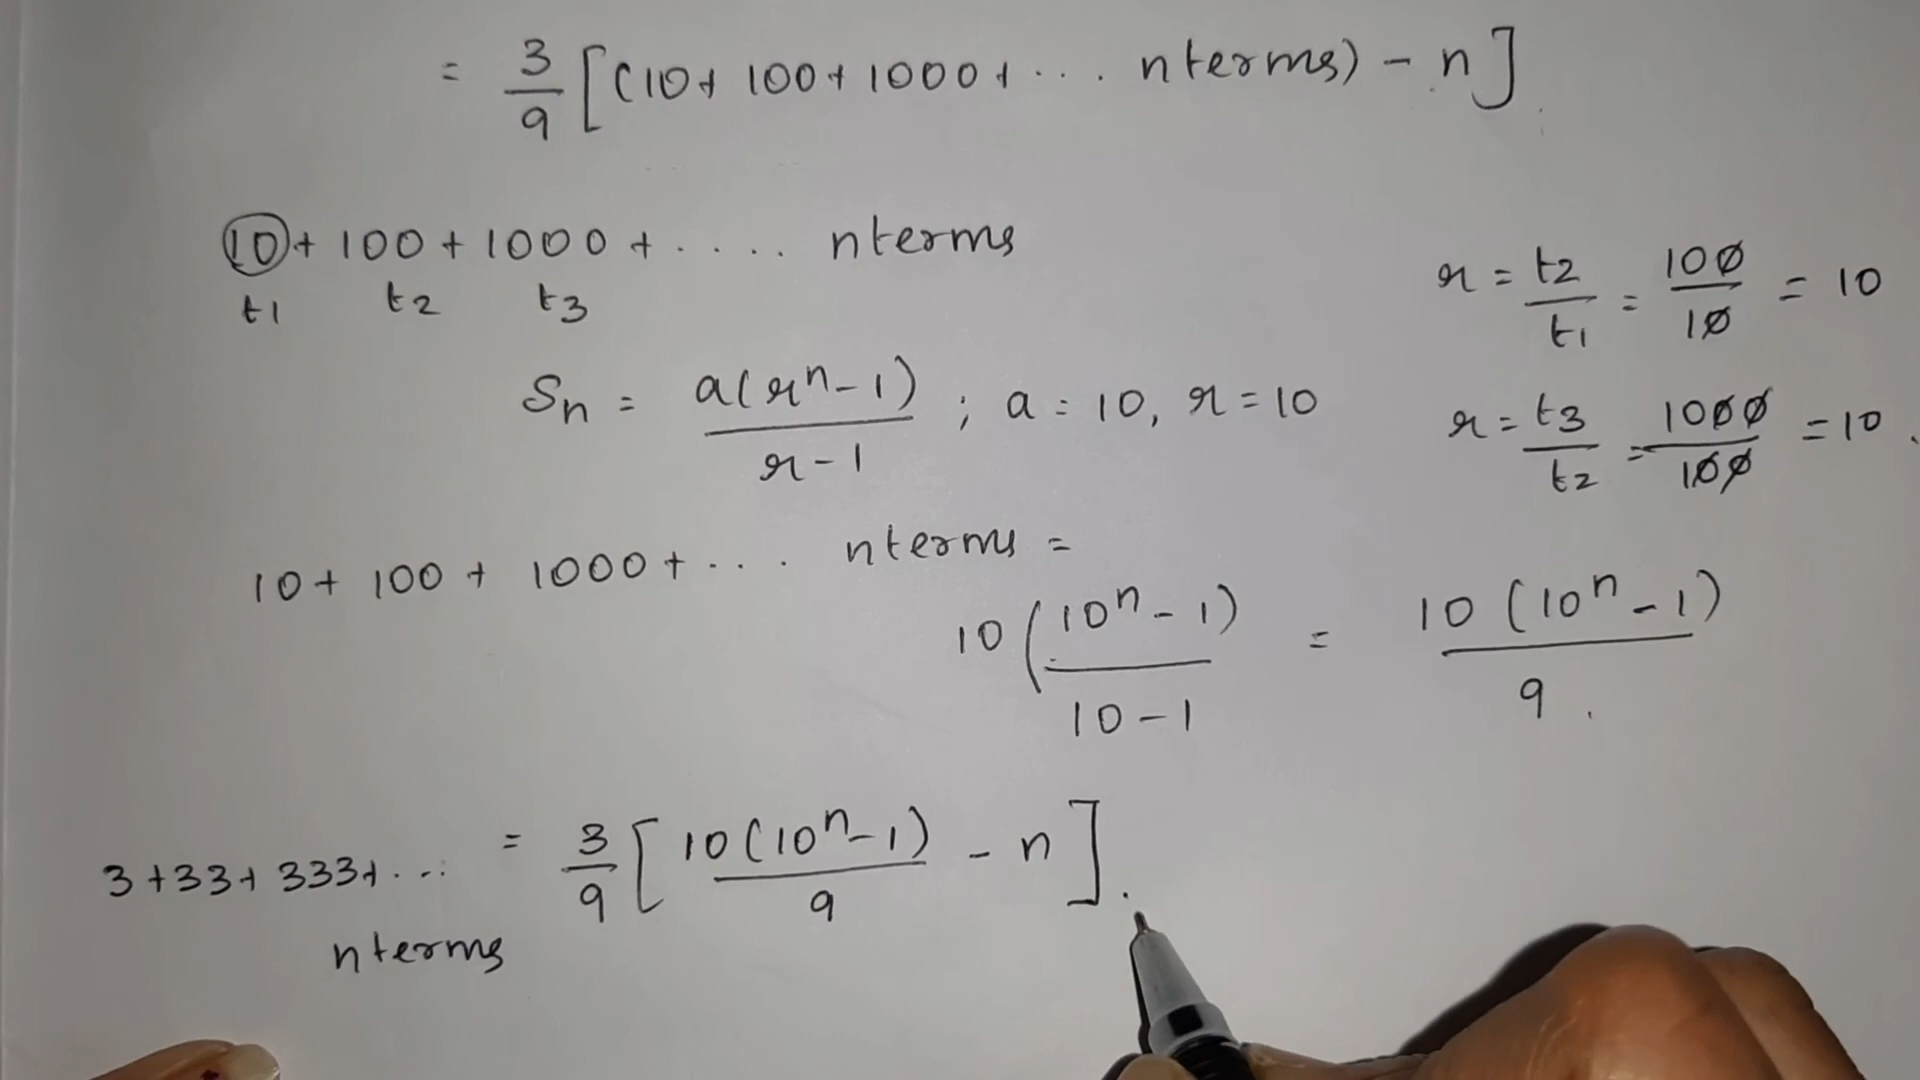 = 3/9 [(10+ 100+1000+ .... n terms) - n]
10+ 100 + 1000 + ..... n terms
t1 t2 t3
r = t2/t1 = 100/10 = 10
Sn = a(r^n - 1)/r-1 ; a = 10, r = 10
r = t3/t2 = 1000/100 = 10.
10 + 100 + 1000 + .... n terms =
10 (10^n - 1)/10-1 = 10 (10^n - 1)/9.
3+33+333+.... = 3/9 [10(10^n-1)/9 - n].
n terms